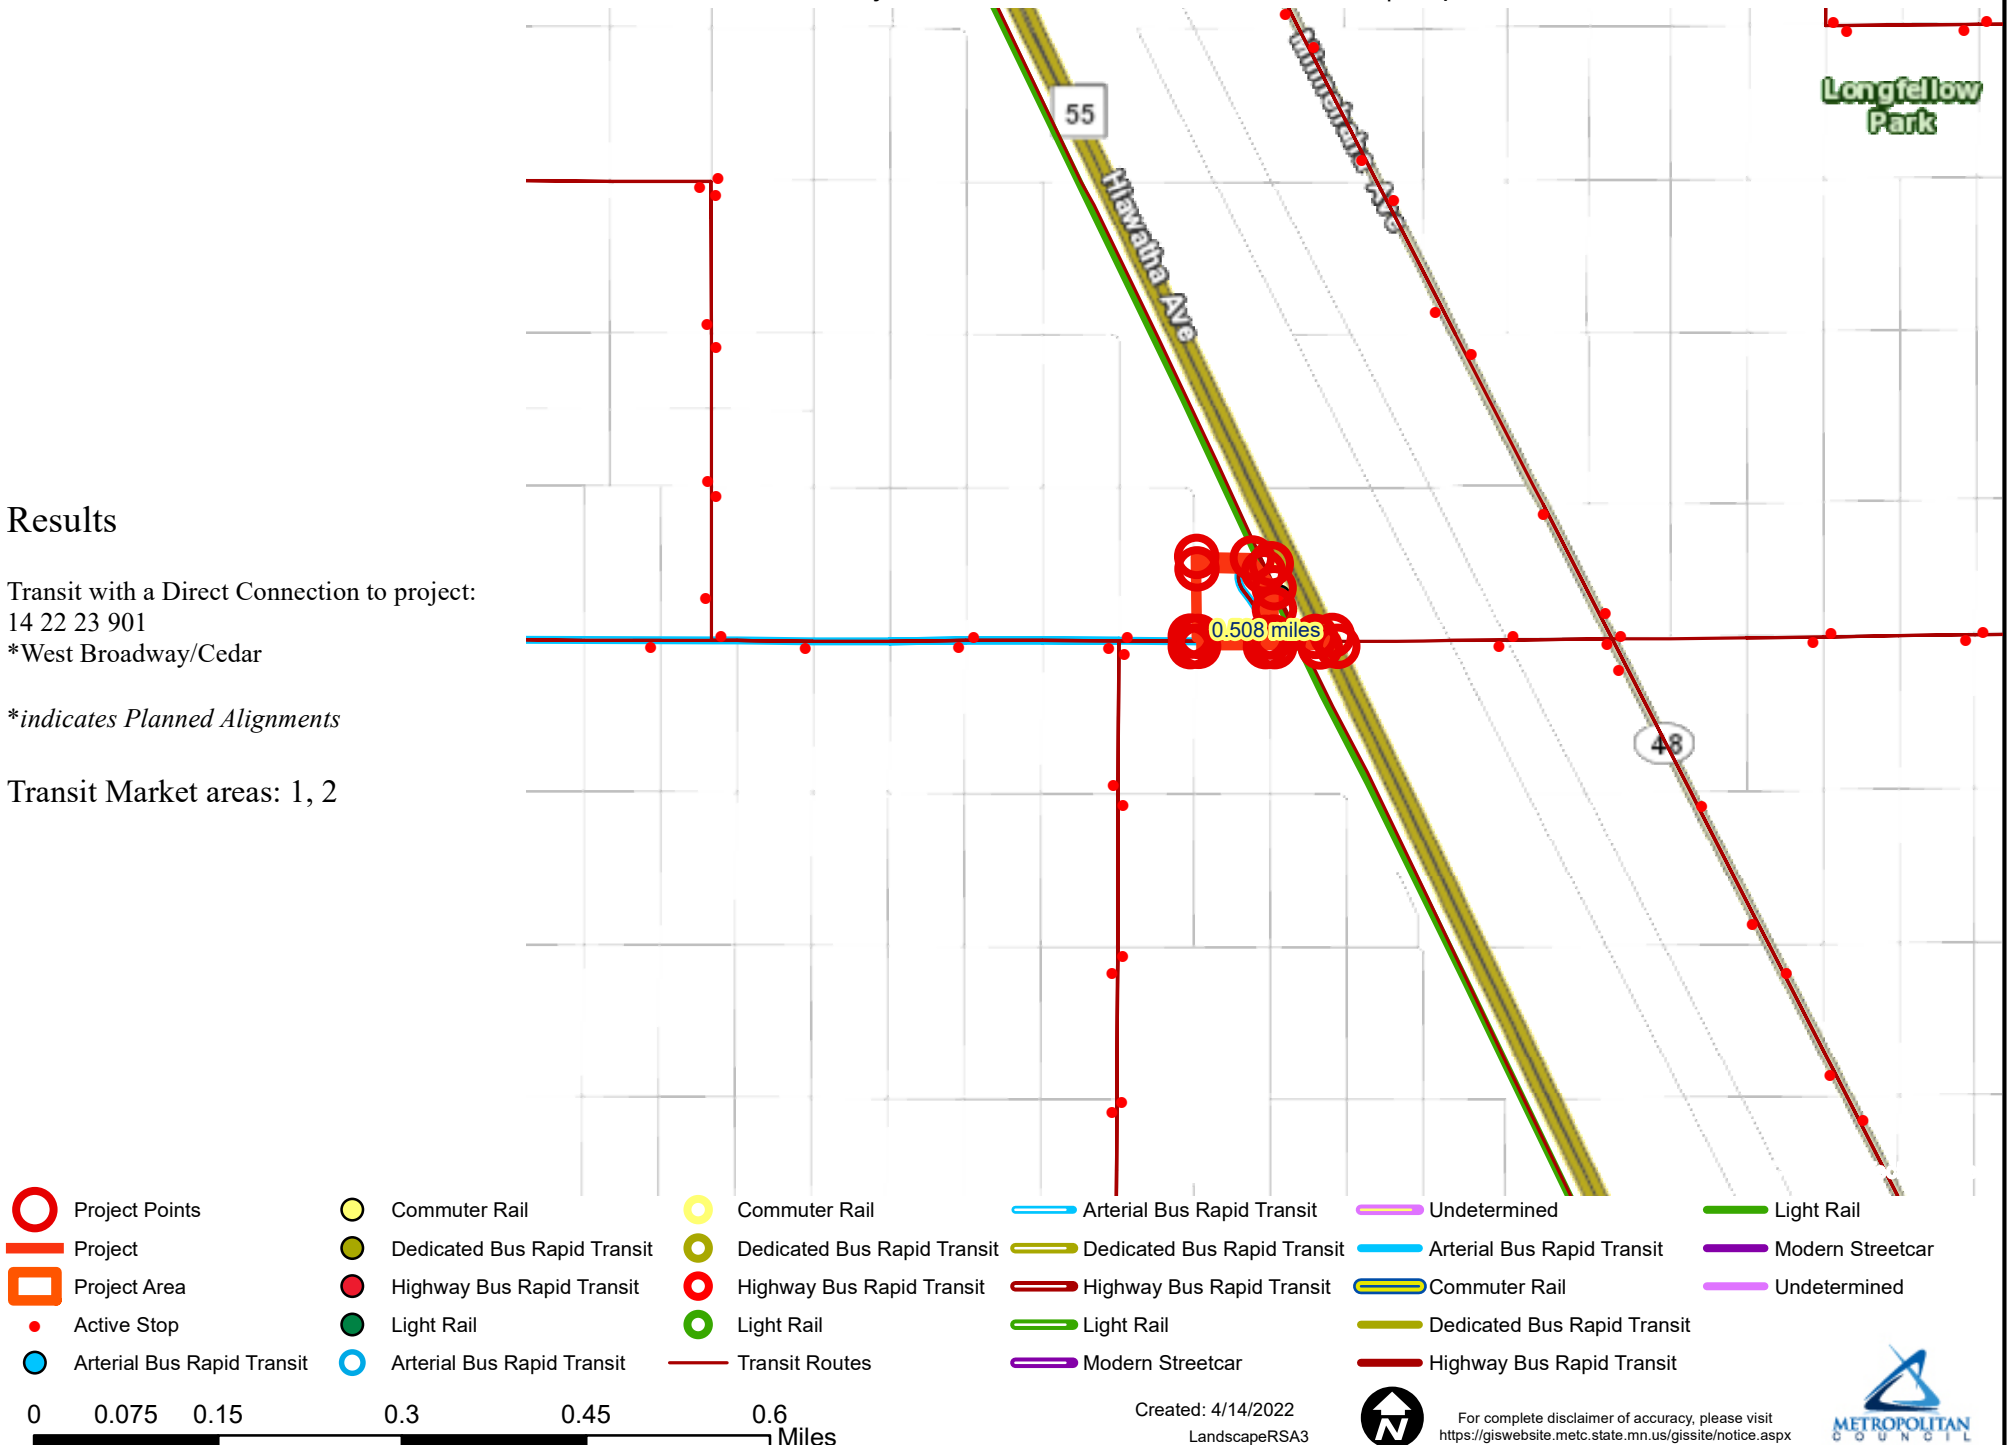 55
Hiawatha Ave
Minnehaha Ave
Longfellow
Park
0.508 miles
48
Results
Transit with a Direct Connection to project:
14 22 23 901
*West Broadway/Cedar
*indicates Planned Alignments
Transit Market areas: 1, 2
Project Points
Project
Project Area
Active Stop
Arterial Bus Rapid Transit
Commuter Rail
Dedicated Bus Rapid Transit
Highway Bus Rapid Transit
Light Rail
Arterial Bus Rapid Transit
Commuter Rail
Dedicated Bus Rapid Transit
Highway Bus Rapid Transit
Light Rail
Transit Routes
Arterial Bus Rapid Transit
Dedicated Bus Rapid Transit
Highway Bus Rapid Transit
Light Rail
Modern Streetcar
Undetermined
Arterial Bus Rapid Transit
Commuter Rail
Dedicated Bus Rapid Transit
Highway Bus Rapid Transit
Light Rail
Modern Streetcar
Undetermined
0 0.075 0.15 0.3 0.45 0.6
Miles
Created: 4/14/2022
LandscapeRSA3
N
For complete disclaimer of accuracy, please visit
https://giswebsite.metc.state.mn.us/gissite/notice.aspx
METROPOLITAN
COUNCIL